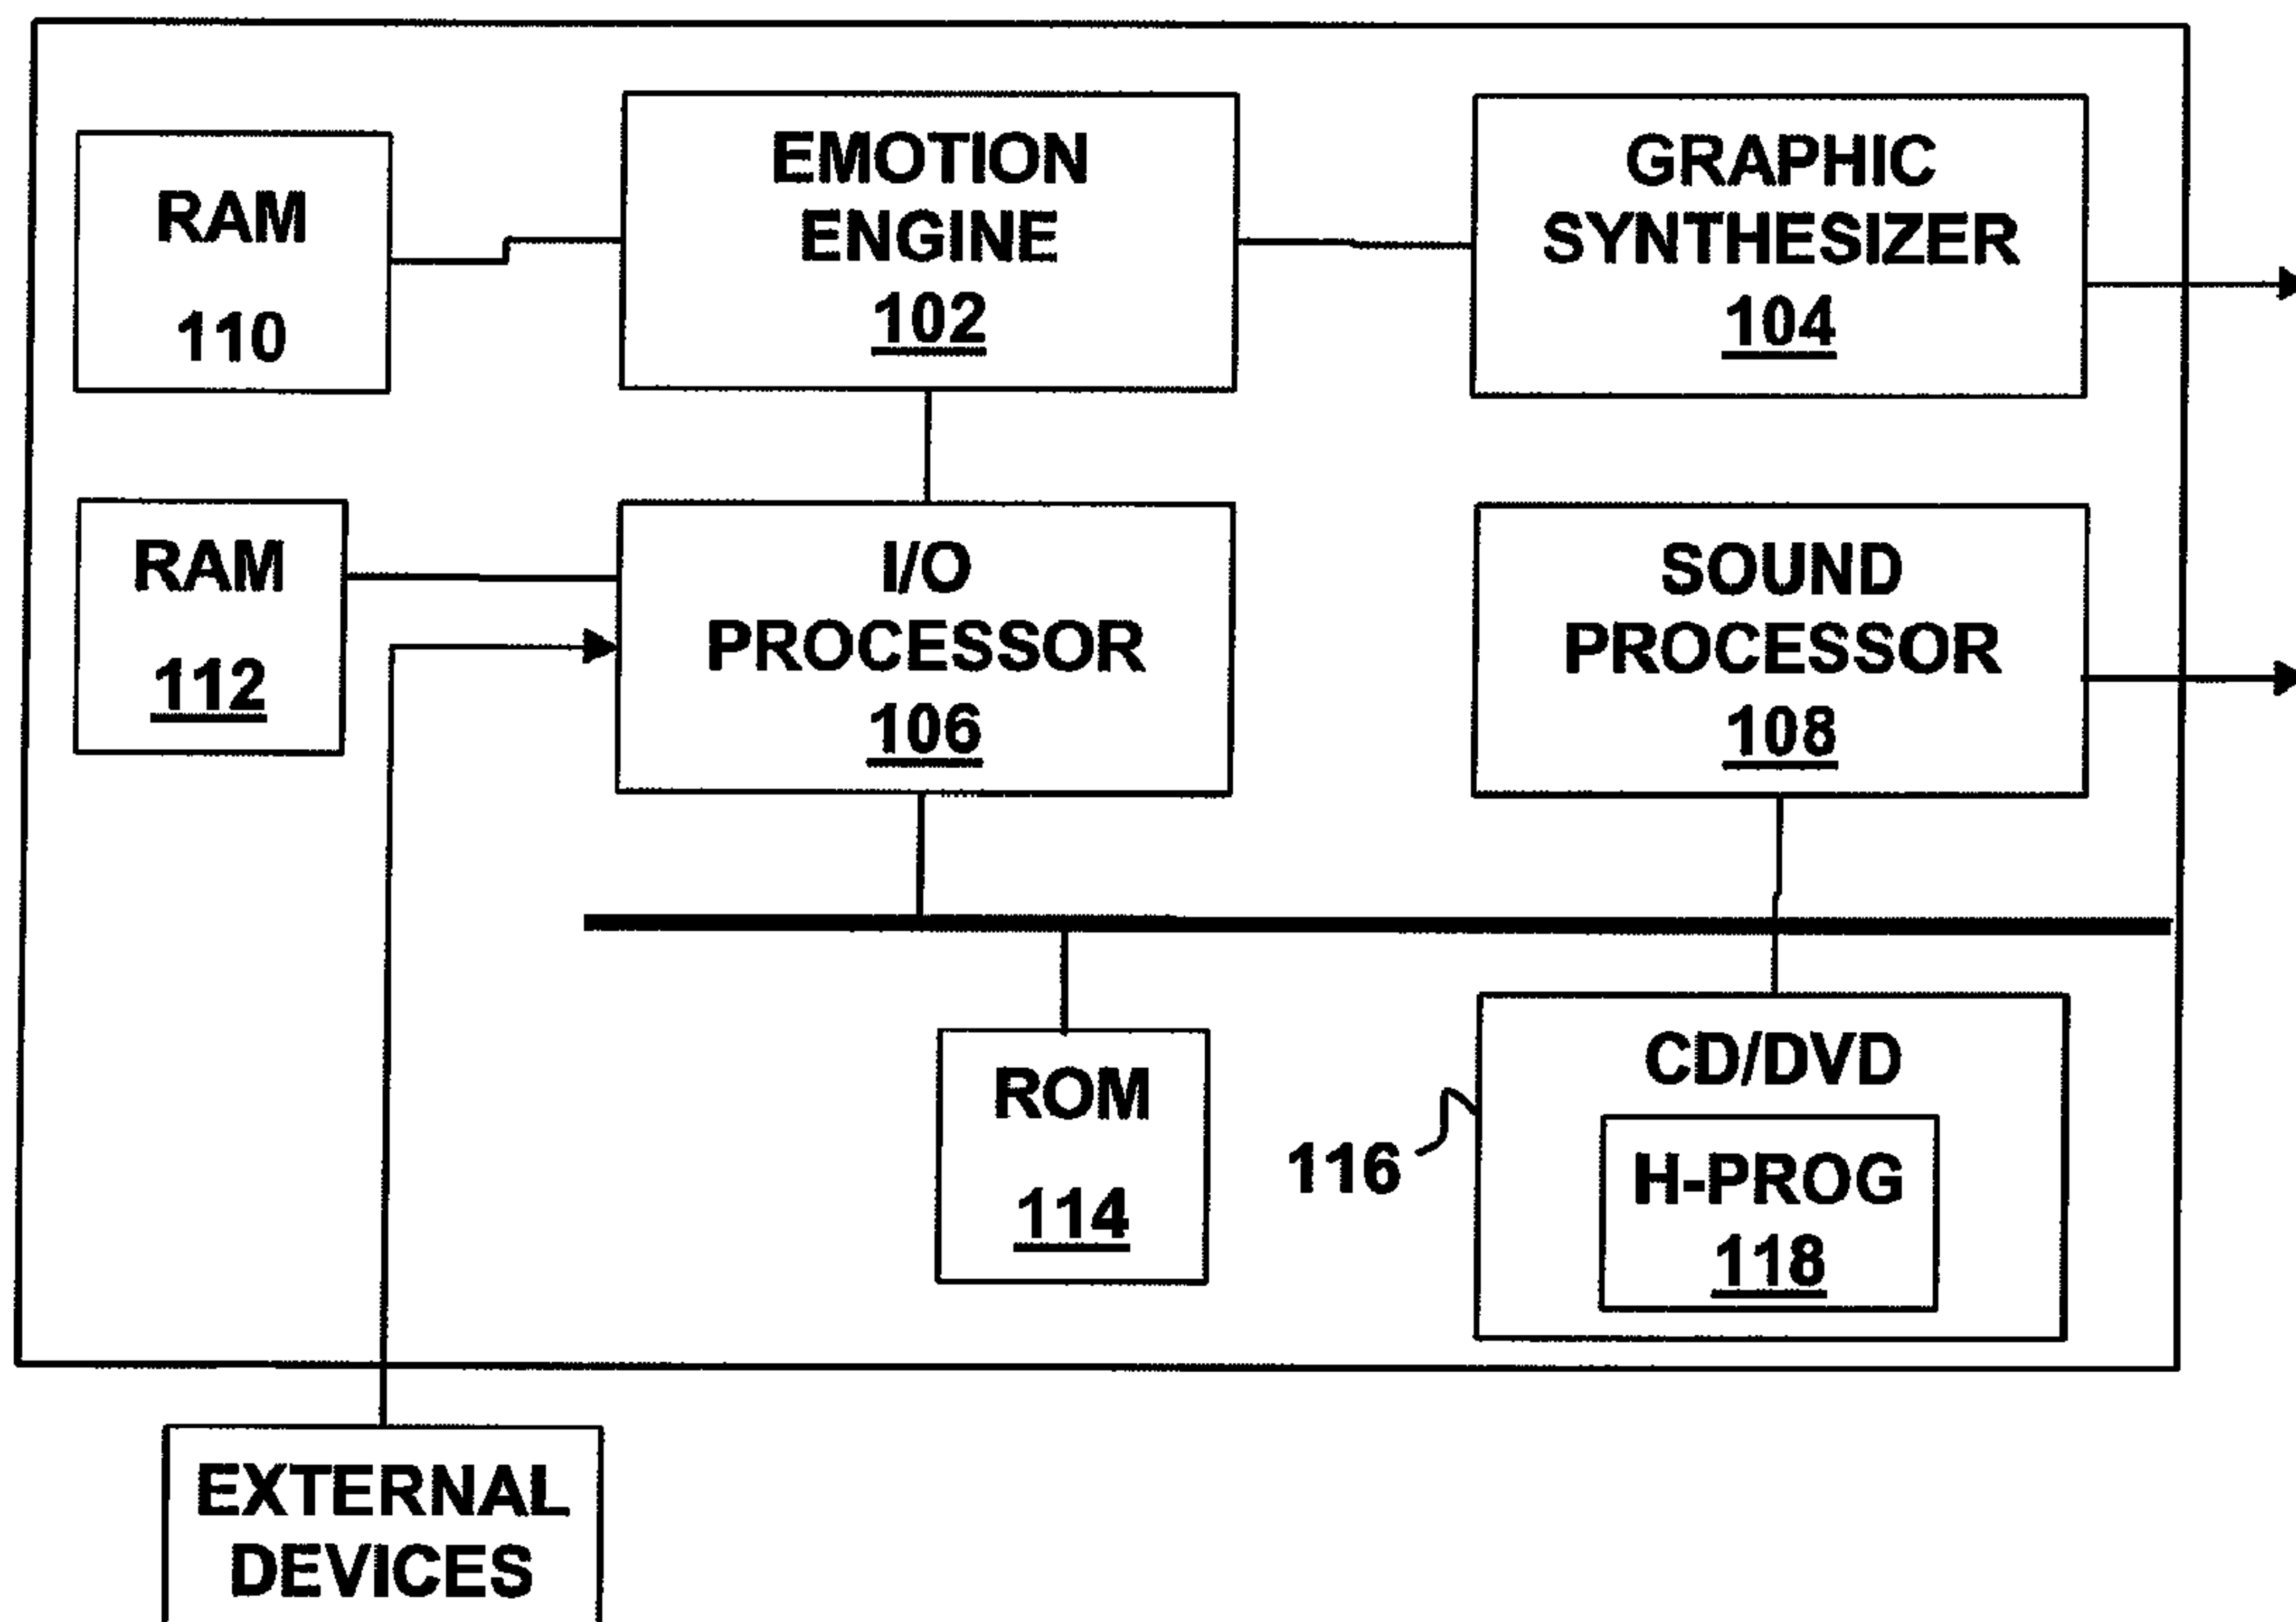 RAM
110
EMOTION
ENGINE
102
GRAPHIC
SYNTHESIZER
104
RAM
112
I/O
PROCESSOR
106
SOUND
PROCESSOR
108
ROM
114
116
CD/DVD
H-PROG
118
EXTERNAL
DEVICES